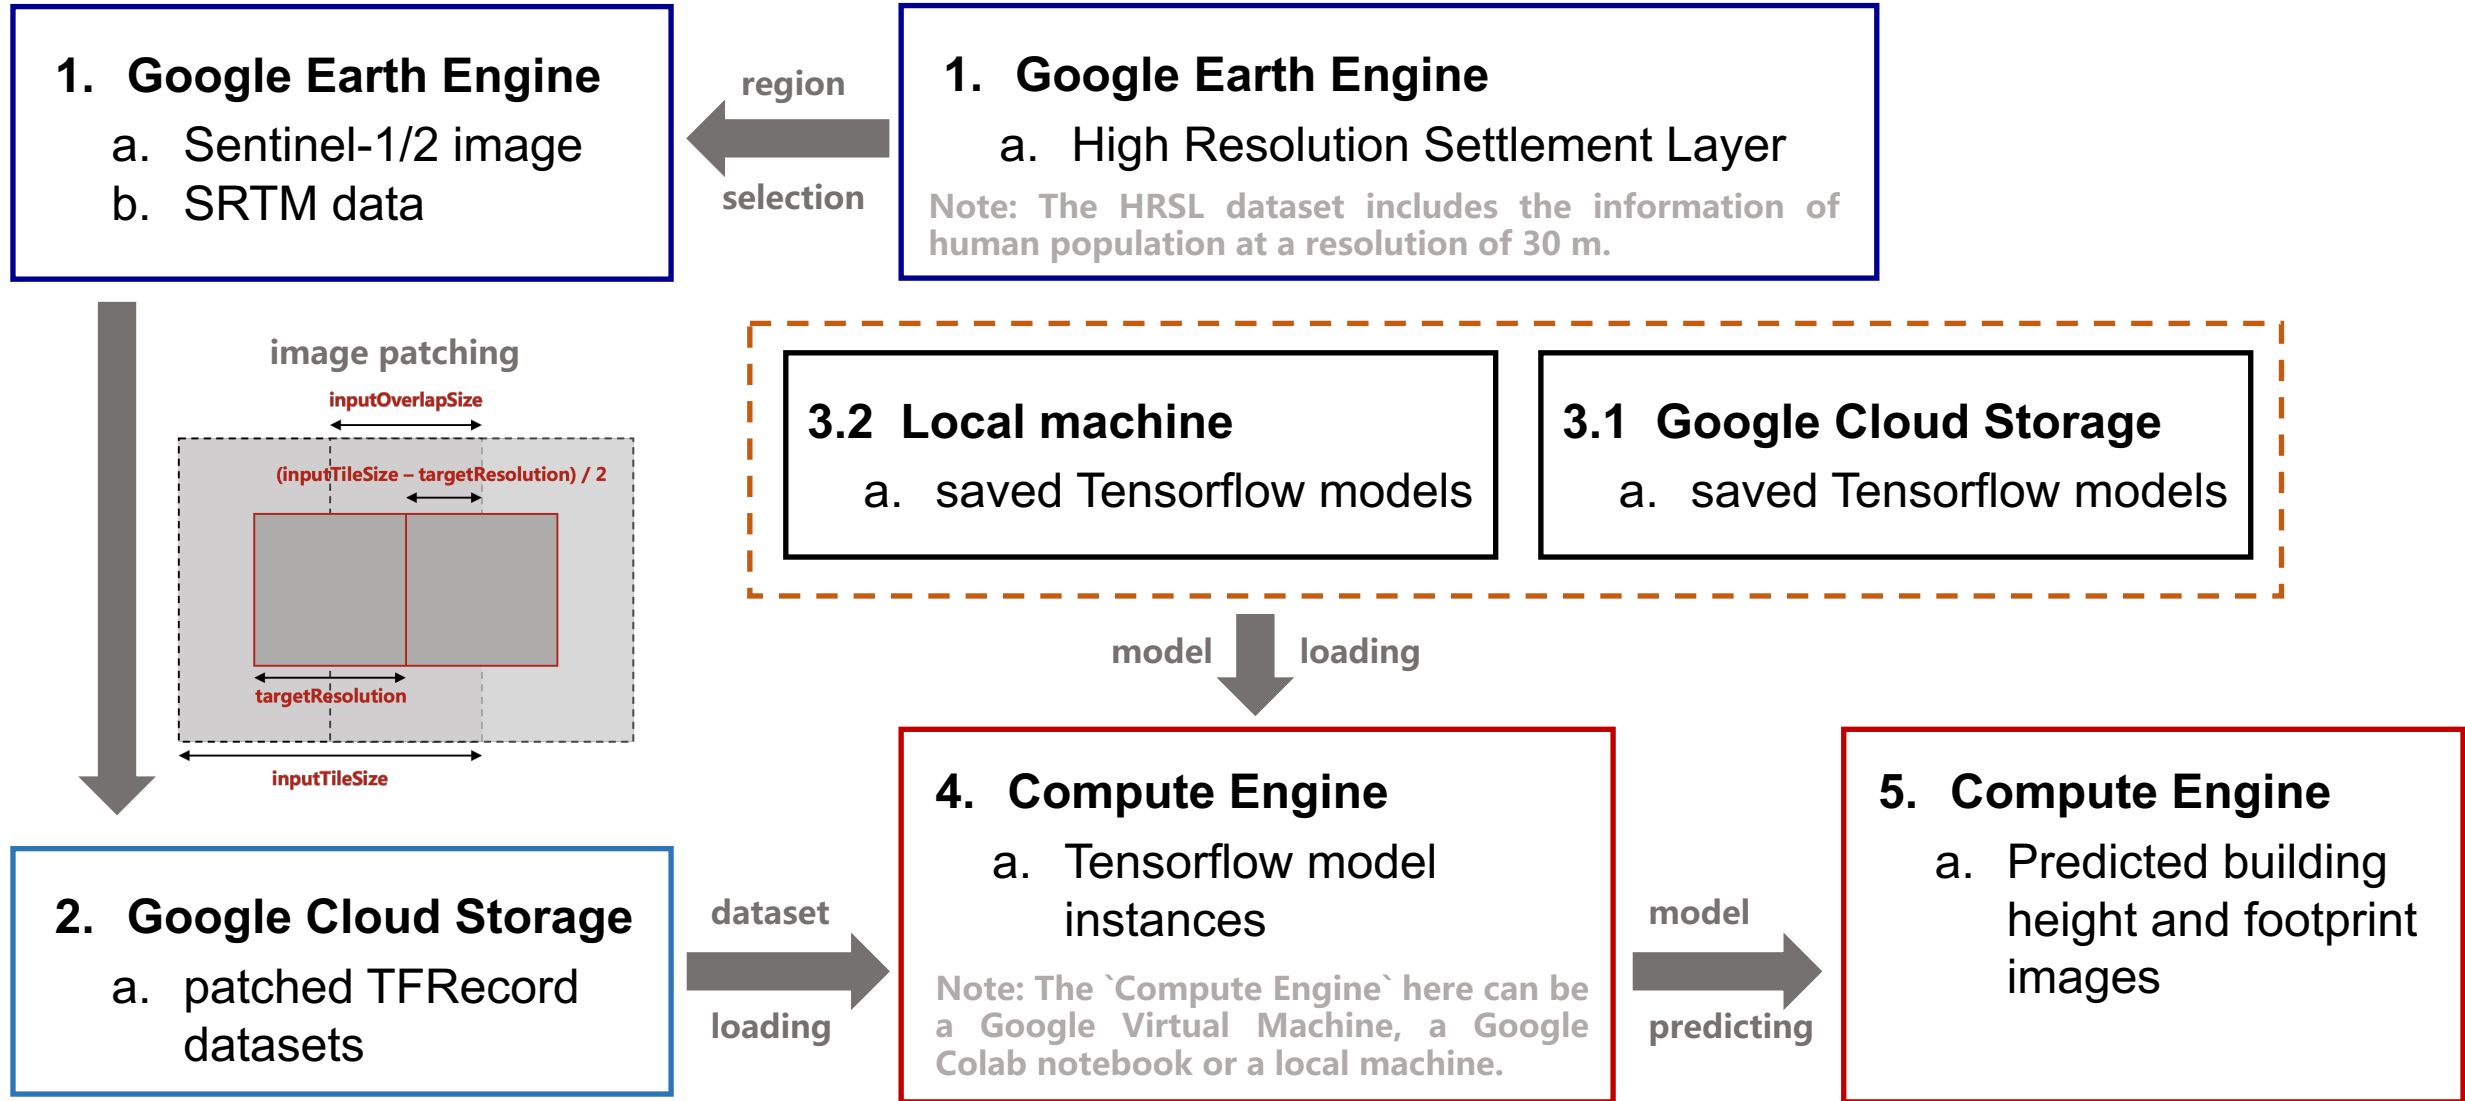 1. Google Earth Engine
a. Sentinel-1/2 image
b. SRTM data
region
selection
1. Google Earth Engine
a. High Resolution Settlement Layer
Note: The HRSL dataset includes the information of
human population at a resolution of 30 m.
image patching
inputOverlapSize
(inputTileSize – targetResolution) / 2
targetResolution
inputTileSize
3.2 Local machine
a. saved Tensorflow models
3.1 Google Cloud Storage
a. saved Tensorflow models
model loading
2. Google Cloud Storage
a. patched TFRecord
datasets
dataset
loading
4. Compute Engine
a. Tensorflow model
instances
Note: The `Compute Engine` here can be
a Google Virtual Machine, a Google
Colab notebook or a local machine.
model
predicting
5. Compute Engine
a. Predicted building
height and footprint
images